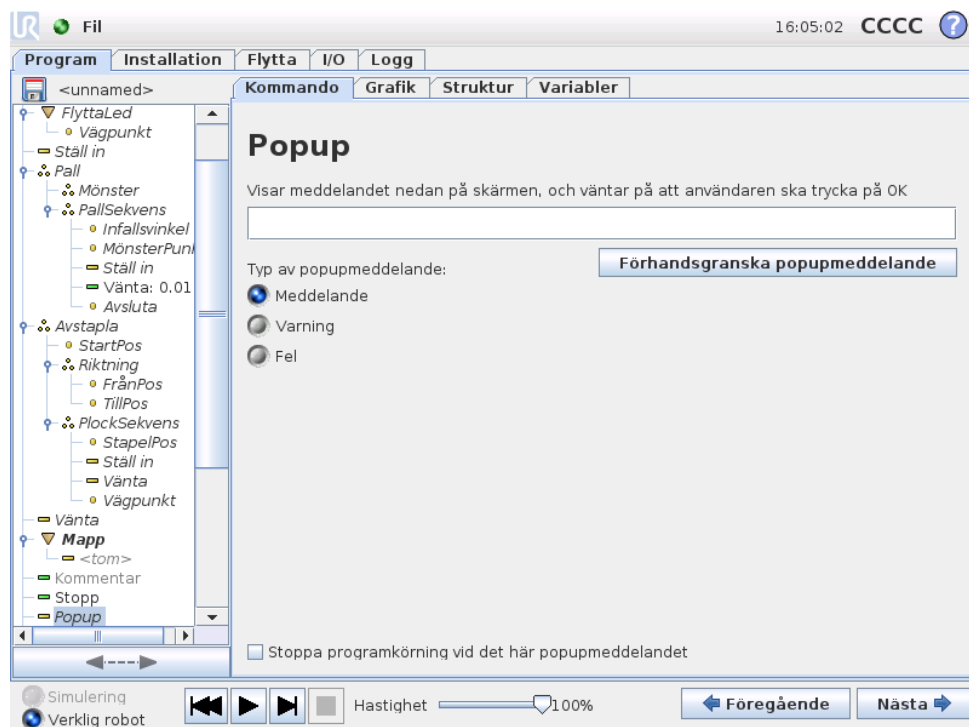 UR Fil 16:05:02 CCCC ?
Program Installation Flytta I/O Logg
<unnamed>
Kommando Grafik Struktur Variabler
FlyttaLed
Vägpunkt
Ställ in
Pall
Mönster
PallSekvens
Infallsvinkel
MönsterPun
Ställ in
Vänta: 0.01
Avsluta
Avstapla
StartPos
Riktning
FrånPos
TillPos
PlockSekvens
StapelPos
Ställ in
Vänta
Vägpunkt
Vänta
Mapp
<tom>
Kommentar
Stopp
Popup
Popup
Visar meddelandet nedan på skärmen, och väntar på att användaren ska trycka på OK
Typ av popupmeddelande:
Förhandsgranska popupmeddelande
Meddelande
Varning
Fel
Stoppa programkörning vid det här popupmeddelandet
Simulering
Verklig robot
Hastighet 100%
Föregående Nästa